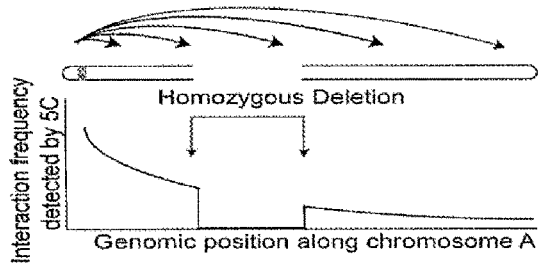 Homozygous Deletion
Interaction frequency
detected by 5C
Genomic position along chromosome A